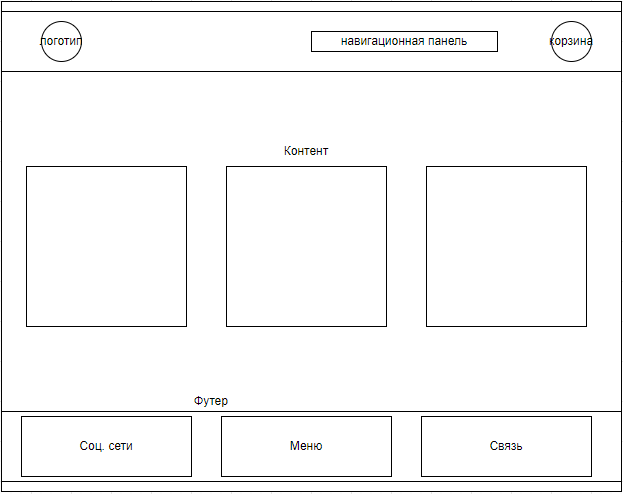 логотип
навигационная панель
корзина
Контент
Футер
Соц. сети
Меню
Связь